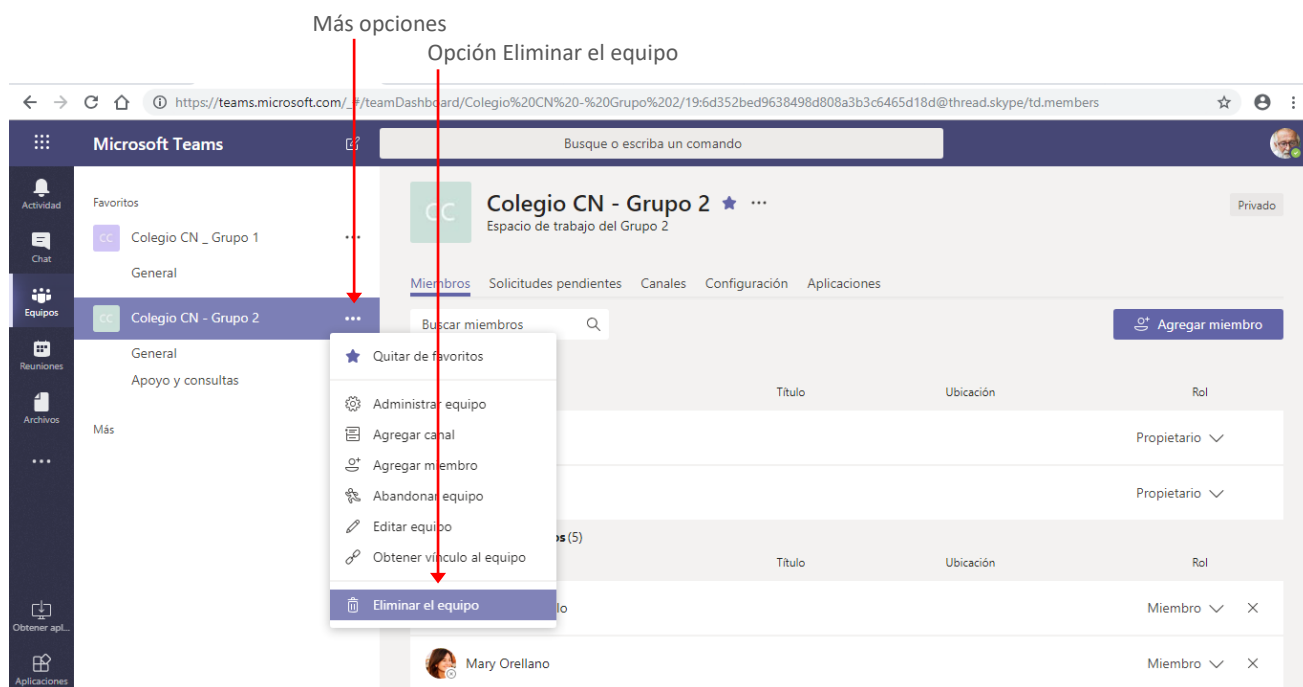 Más opciones
Opción Eliminar el equipo
https://teams.microsoft.com/_#/teamDashboard/Colegio%20CN%20-%20Grupo%202/19:6d352bed9638498d808a3b3c6465d18d@thread.skype/td.members
Microsoft Teams
Busque o escriba un comando
Actividad
Chat
Equipos
Reuniones
Archivos
Obtener apl...
Aplicaciones
Favoritos
CC Colegio CN _ Grupo 1
General
CC Colegio CN - Grupo 2
General
Apoyo y consultas
Más
CC
Colegio CN - Grupo 2
Espacio de trabajo del Grupo 2
Privado
Miembros Solicitudes pendientes Canales Configuración Aplicaciones
Buscar miembros
Agregar miembro
Quitar de favoritos
Administrar equipo
Agregar canal
Agregar miembro
Abandonar equipo
Editar equipo
Obtener vínculo al equipo
Eliminar el equipo
Título Ubicación Rol
Propietario
Propietario
(5)
Título Ubicación Rol
lo Miembro
Mary Orellano Miembro